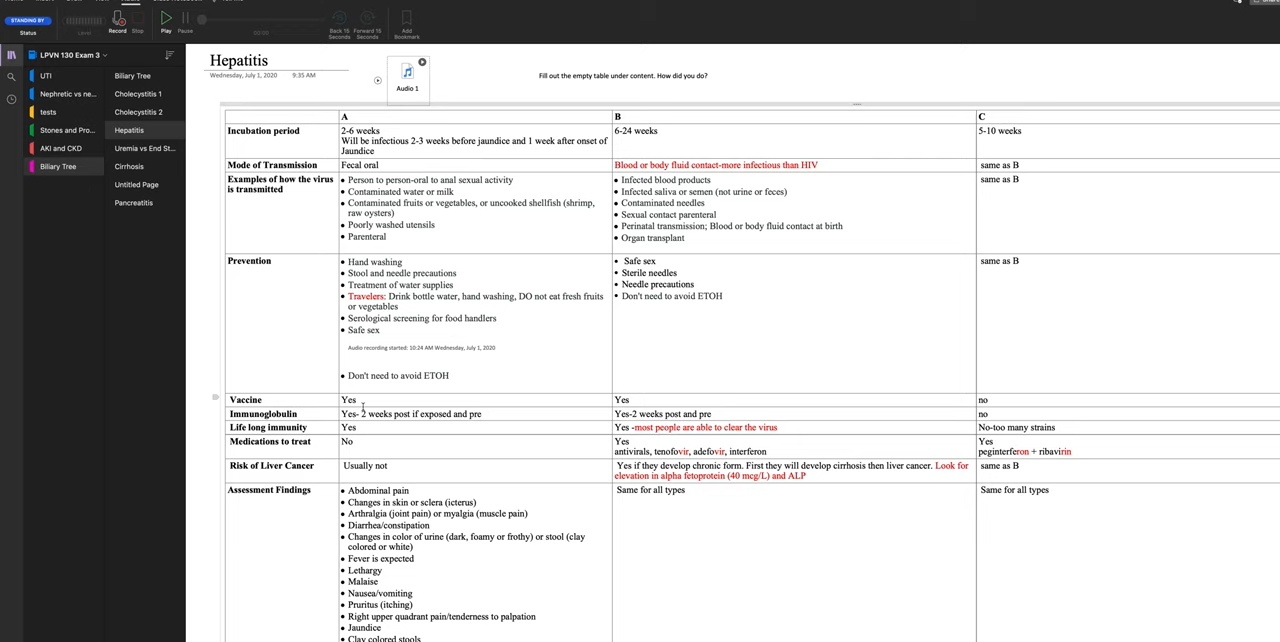 STANDING BY
Status
Level
Record
Stop
Play
Pause
00:00
Back 15
Seconds
Forward 15
Seconds
Add
Bookmark
LPVN 130 Exam 3
UTI
Nephretic vs ne...
tests
Stones and Pro...
AKI and CKD
Biliary Tree
Biliary Tree
Cholecystitis 1
Cholecystitis 2
Hepatitis
Uremia vs End St...
Cirrhosis
Untitled Page
Pancreatitis
Hepatitis
Wednesday, July 1, 2020 9:35 AM
Audio 1
Fill out the empty table under content. How did you do?
A B C
Incubation period
2-6 weeks
Will be infectious 2-3 weeks before jaundice and 1 week after onset of
Jaundice
6-24 weeks
5-10 weeks
Mode of Transmission
Fecal oral
Blood or body fluid contact-more infectious than HIV
same as B
Examples of how the virus
is transmitted
• Person to person-oral to anal sexual activity
• Contaminated water or milk
• Contaminated fruits or vegetables, or uncooked shellfish (shrimp,
raw oysters)
• Poorly washed utensils
• Parenteral
• Infected blood products
• Infected saliva or semen (not urine or feces)
• Contaminated needles
• Sexual contact parenteral
• Perinatal transmission; Blood or body fluid contact at birth
• Organ transplant
same as B
Prevention
• Hand washing
• Stool and needle precautions
• Treatment of water supplies
• Travelers: Drink bottle water, hand washing, DO not eat fresh fruits
or vegetables
• Serological screening for food handlers
• Safe sex
Audio recording started: 10:24 AM Wednesday, July 1, 2020
• Don't need to avoid ETOH
• Safe sex
• Sterile needles
• Needle precautions
• Don't need to avoid ETOH
same as B
Vaccine
Yes
Yes
no
Immunoglobulin
Yes- 2 weeks post if exposed and pre
Yes-2 weeks post and pre
no
Life long immunity
Yes
Yes -most people are able to clear the virus
No-too many strains
Medications to treat
No
Yes
antivirals, tenofovir, adefovir, interferon
Yes
peginterferon + ribavirin
Risk of Liver Cancer
Usually not
Yes if they develop chronic form. First they will develop cirrhosis then liver cancer. Look for
elevation in alpha fetoprotein (40 mcg/L) and ALP
same as B
Assessment Findings
• Abdominal pain
• Changes in skin or sclera (icterus)
• Arthralgia (joint pain) or myalgia (muscle pain)
• Diarrhea/constipation
• Changes in color of urine (dark, foamy or frothy) or stool (clay
colored or white)
• Fever is expected
• Lethargy
• Malaise
• Nausea/vomiting
• Pruritus (itching)
• Right upper quadrant pain/tenderness to palpation
• Jaundice
• Clay colored stools
Same for all types
Same for all types